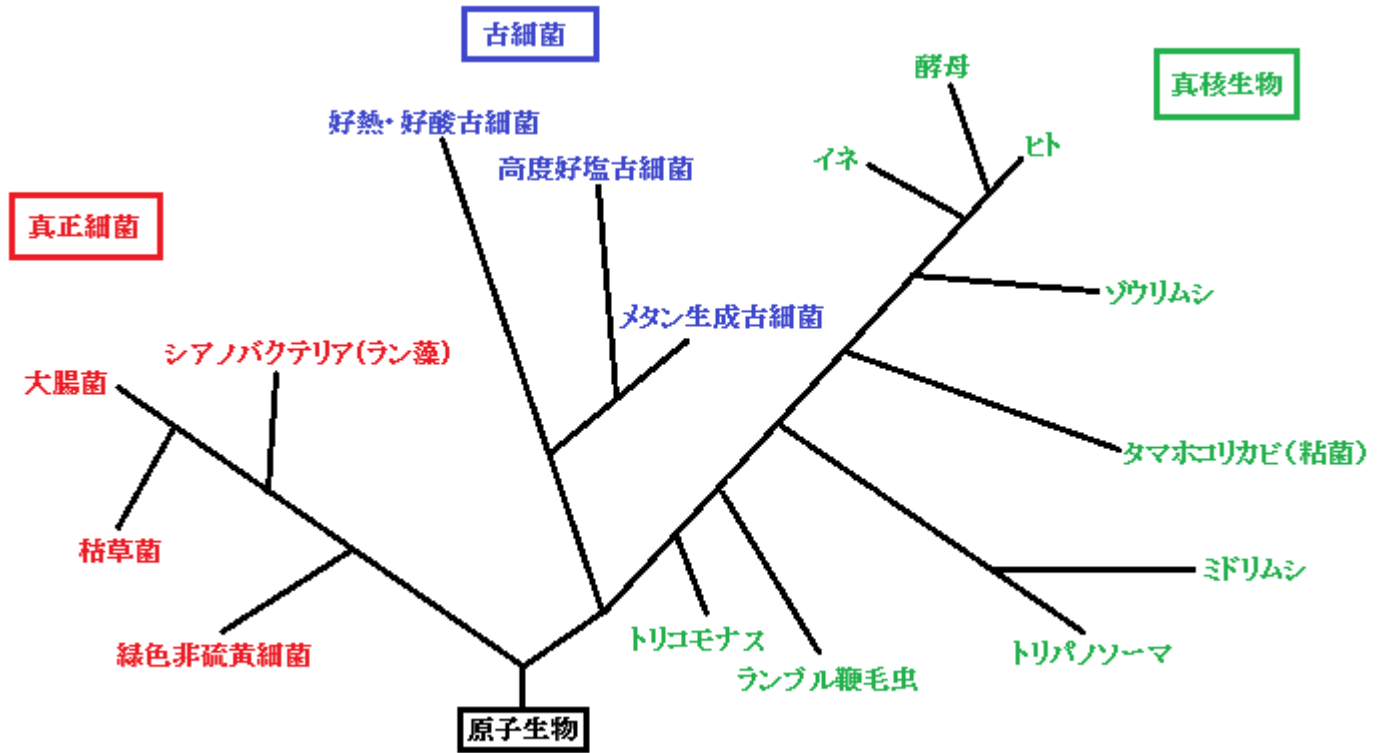 古細菌
酵母
真核生物
好熱・好酸古細菌
ヒト
イネ
高度好塩古細菌
真正細菌
ゾウリムシ
メタン生成古細菌
シアノバクテリア(ラン藻)
大腸菌
タマホコリカビ(粘菌)
枯草菌
ミドリムシ
トリコモナス
緑色非硫黄細菌
トリパノソーマ
ランブル鞭毛虫
原子生物